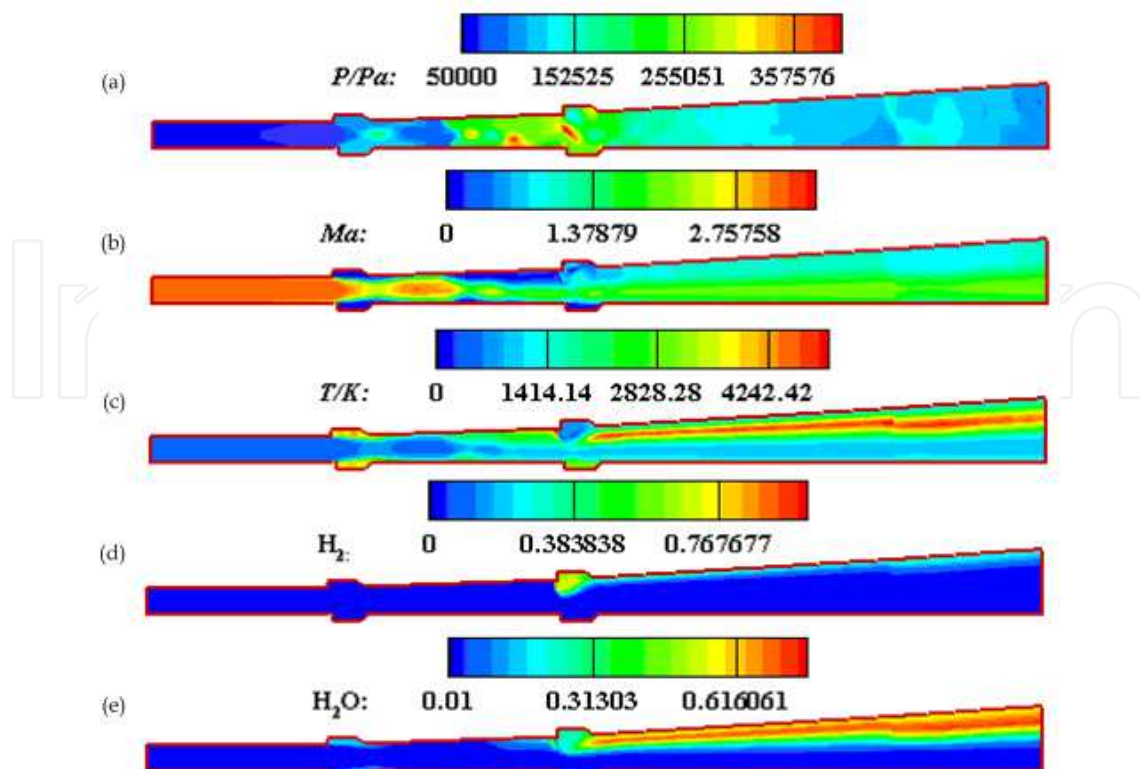 (a)
P/Pa: 50000 152525 255051 357576
(b)
Ma: 0 1.37879 2.75758
(c)
T/K: 0 1414.14 2828.28 4242.42
(d)
H2: 0 0.383838 0.767677
(e)
H2O: 0.01 0.31303 0.616061